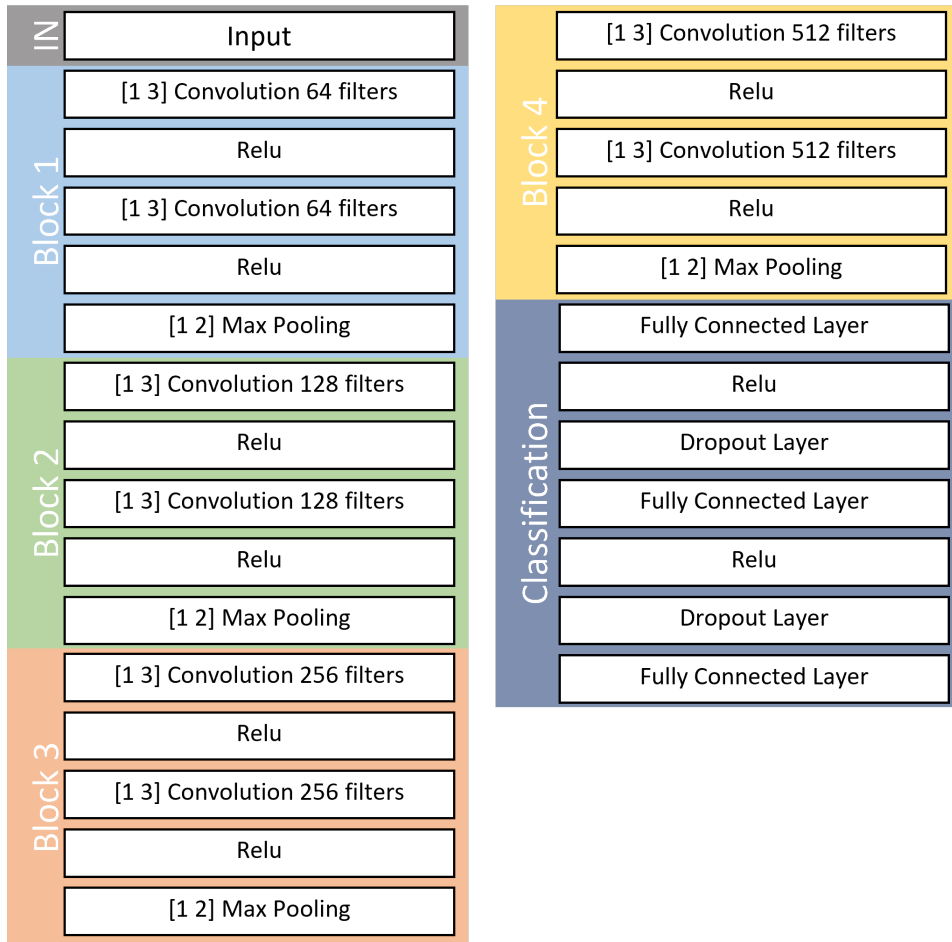 IN
Input
Block 1
[1 3] Convolution 64 filters
Relu
[1 3] Convolution 64 filters
Relu
[1 2] Max Pooling
Block 2
[1 3] Convolution 128 filters
Relu
[1 3] Convolution 128 filters
Relu
[1 2] Max Pooling
Block 3
[1 3] Convolution 256 filters
Relu
[1 3] Convolution 256 filters
Relu
[1 2] Max Pooling
Block 4
[1 3] Convolution 512 filters
Relu
[1 3] Convolution 512 filters
Relu
[1 2] Max Pooling
Classification
Fully Connected Layer
Relu
Dropout Layer
Fully Connected Layer
Relu
Dropout Layer
Fully Connected Layer